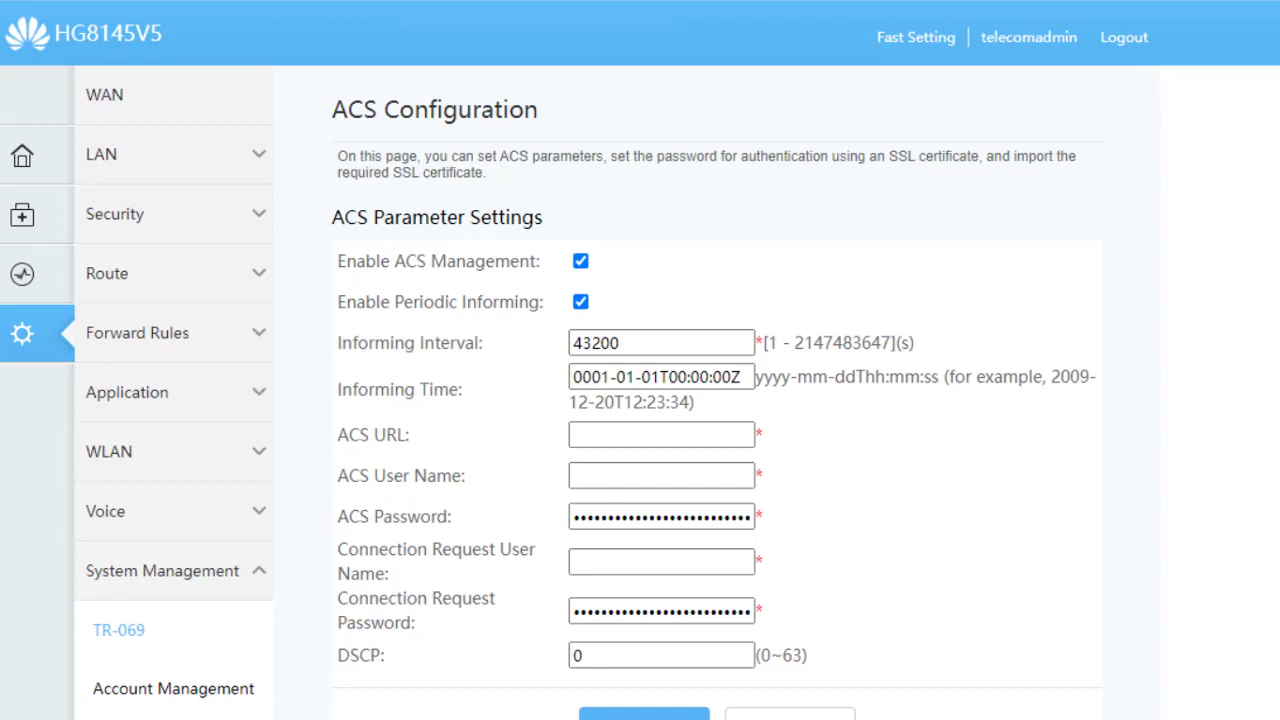 HG8145V5
Fast Setting | telecomadmin Logout
WAN
LAN
Security
Route
Forward Rules
Application
WLAN
Voice
System Management
TR-069
Account Management
ACS Configuration
On this page, you can set ACS parameters, set the password for authentication using an SSL certificate, and import the
required SSL certificate.
ACS Parameter Settings
Enable ACS Management:
Enable Periodic Informing:
Informing Interval: 43200 *[1 - 2147483647](s)
Informing Time: 0001-01-01T00:00:00Z yyyy-mm-ddThh:mm:ss (for example, 2009-
12-20T12:23:34)
ACS URL: *
ACS User Name: *
ACS Password: •••••••••••••••••••••••••• *
Connection Request User
Name: *
Connection Request
Password: •••••••••••••••••••••••••• *
DSCP: 0 (0~63)